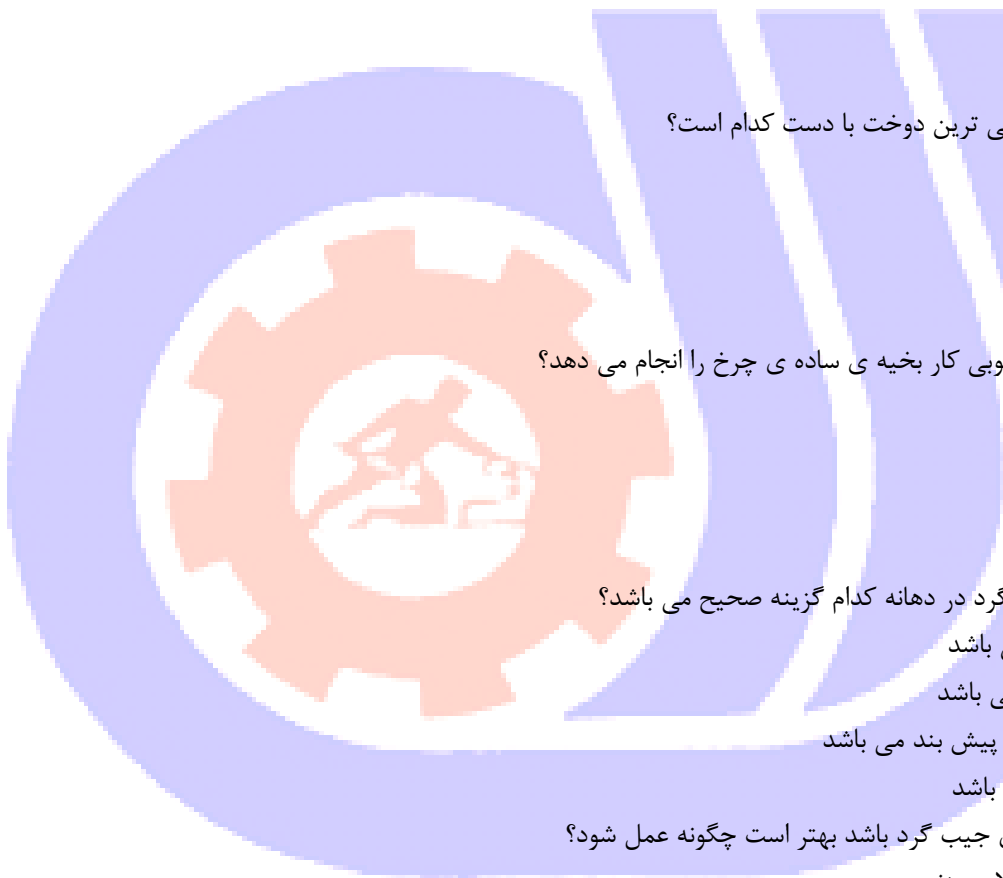 ترین دوخت با دست کدام است؟
کار بخیه ی ساده ی چرخ را انجام می دهد؟
گرد در دهانه کدام گزینه صحیح می باشد؟
باشد
باشد
پیش بند می باشد
باشد
جیب گرد باشد بهتر است چگونه عمل شود؟